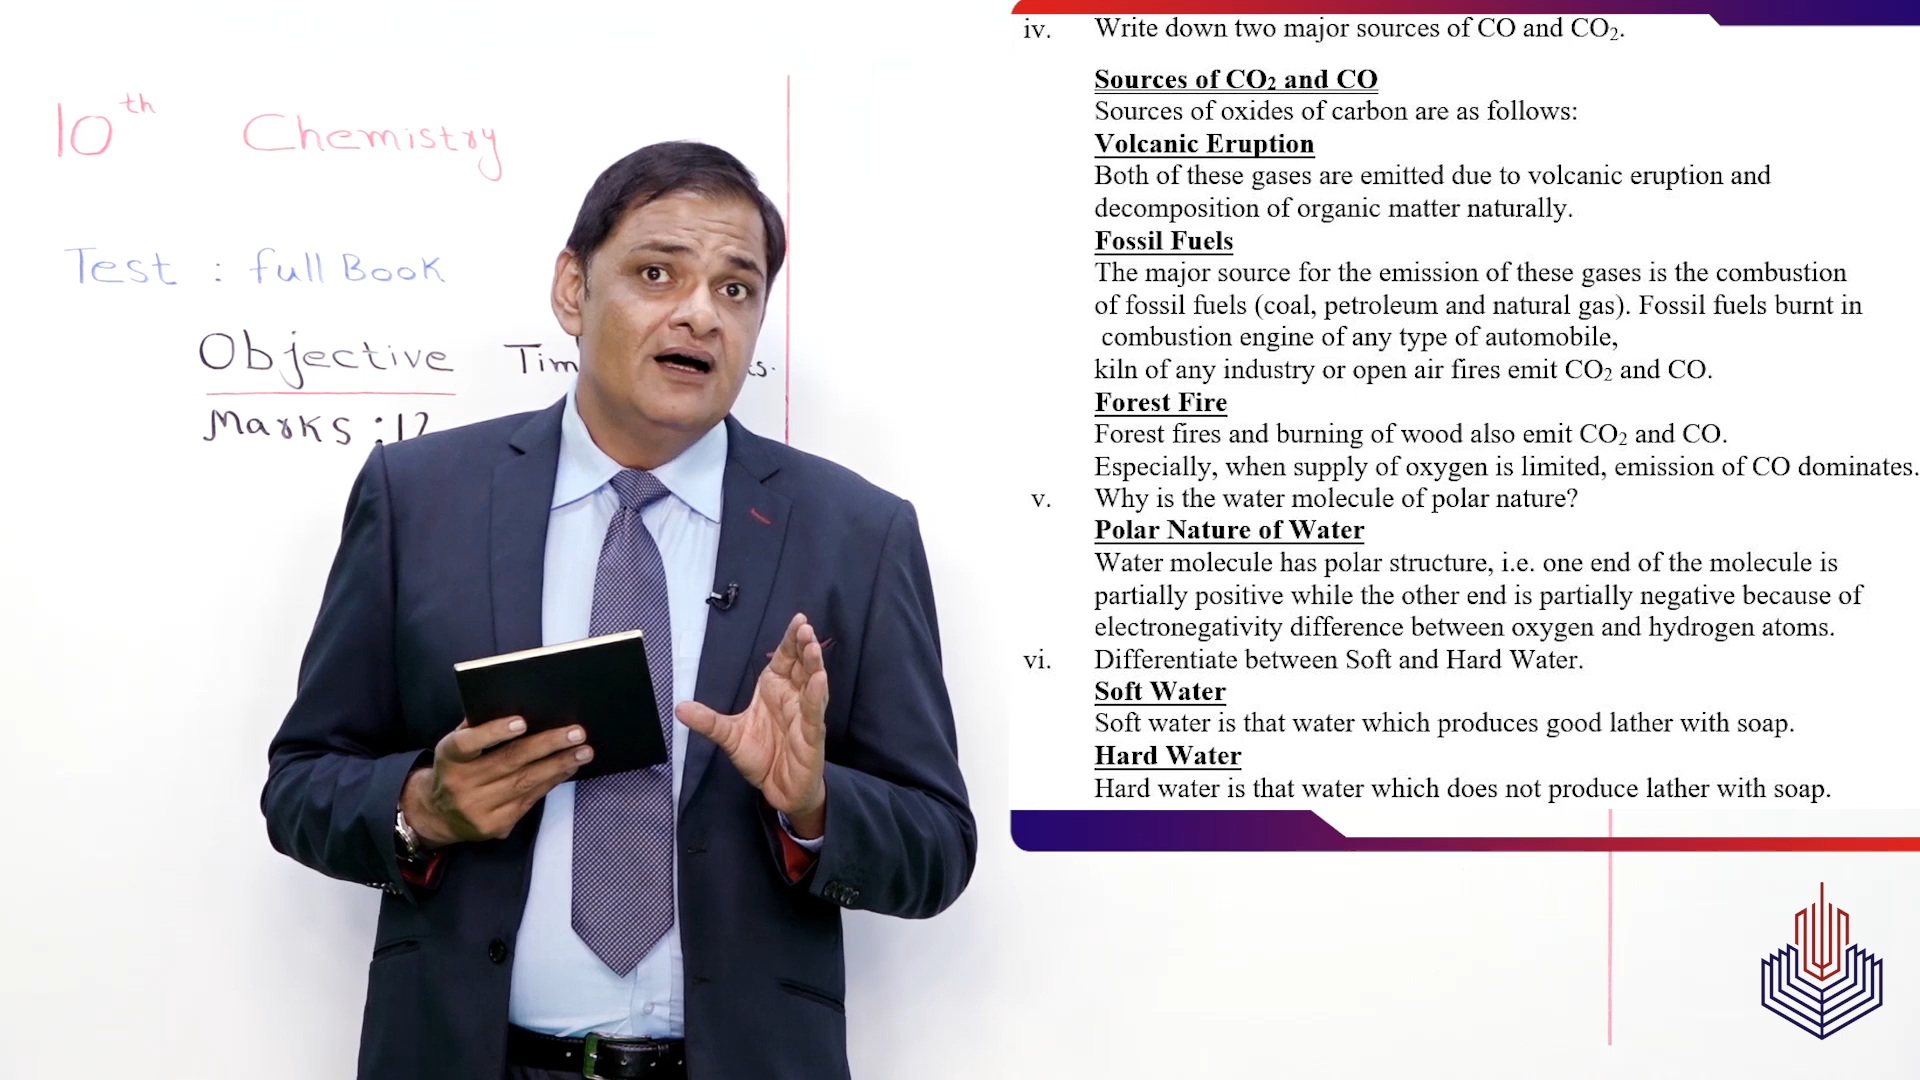 10th Chemistry
Test : full Book
Objective
Marks : 12
iv. Write down two major sources of CO and CO₂.
Sources of CO₂ and CO
Sources of oxides of carbon are as follows:
Volcanic Eruption
Both of these gases are emitted due to volcanic eruption and
decomposition of organic matter naturally.
Fossil Fuels
The major source for the emission of these gases is the combustion
of fossil fuels (coal, petroleum and natural gas). Fossil fuels burnt in
combustion engine of any type of automobile,
kiln of any industry or open air fires emit CO₂ and CO.
Forest Fire
Forest fires and burning of wood also emit CO₂ and CO.
Especially, when supply of oxygen is limited, emission of CO dominates.
v. Why is the water molecule of polar nature?
Polar Nature of Water
Water molecule has polar structure, i.e. one end of the molecule is
partially positive while the other end is partially negative because of
electronegativity difference between oxygen and hydrogen atoms.
vi. Differentiate between Soft and Hard Water.
Soft Water
Soft water is that water which produces good lather with soap.
Hard Water
Hard water is that water which does not produce lather with soap.